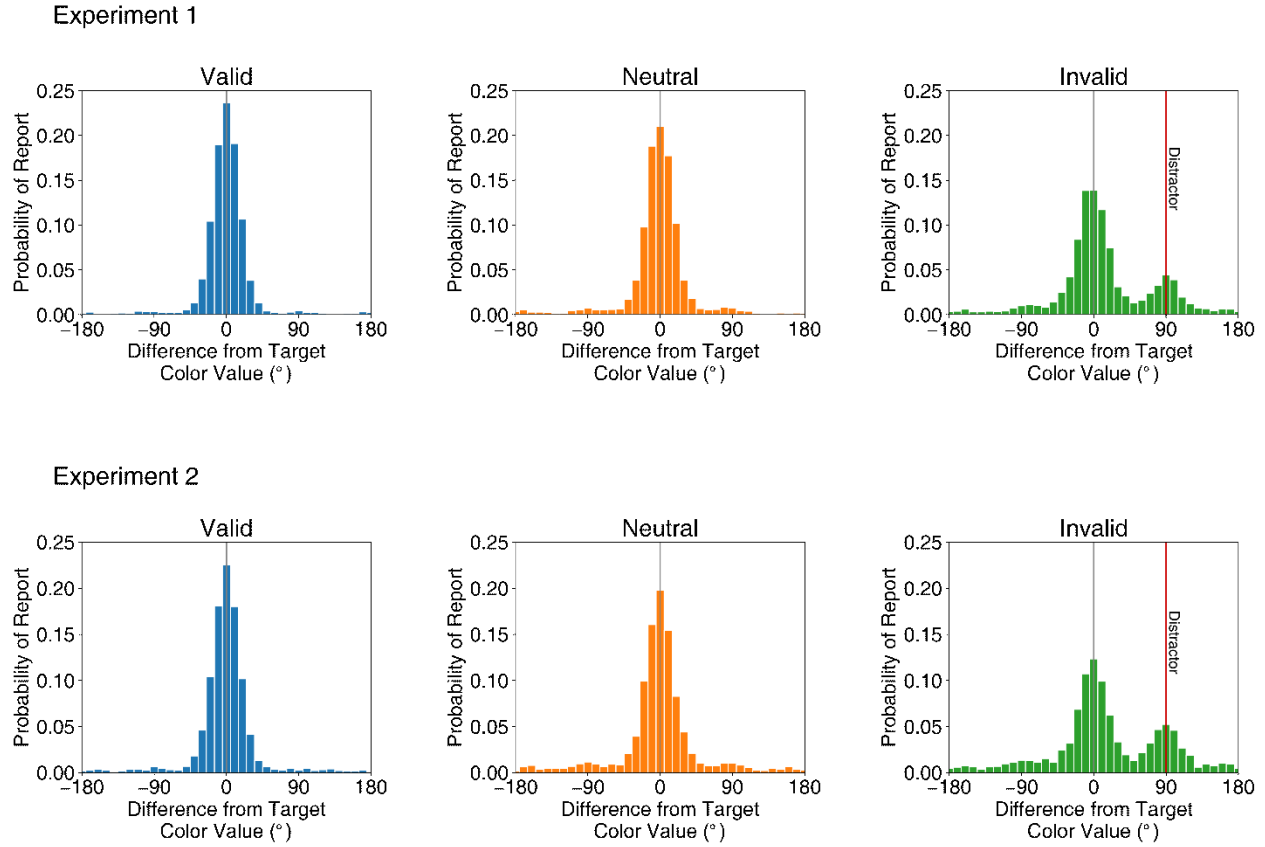 Experiment 1
Valid
Neutral
Invalid
0.25
0.20
0.15
0.10
0.05
0.00
Probability of Report
−180
−90
0
90
180
Difference from Target
Color Value (°)
0.25
0.20
0.15
0.10
0.05
0.00
Probability of Report
−180
−90
0
90
180
Difference from Target
Color Value (°)
0.25
0.20
0.15
0.10
0.05
0.00
Probability of Report
Distractor
−180
−90
0
90
180
Difference from Target
Color Value (°)
Experiment 2
Valid
Neutral
Invalid
0.25
0.20
0.15
0.10
0.05
0.00
Probability of Report
−180
−90
0
90
180
Difference from Target
Color Value (°)
0.25
0.20
0.15
0.10
0.05
0.00
Probability of Report
−180
−90
0
90
180
Difference from Target
Color Value (°)
0.25
0.20
0.15
0.10
0.05
0.00
Probability of Report
Distractor
−180
−90
0
90
180
Difference from Target
Color Value (°)